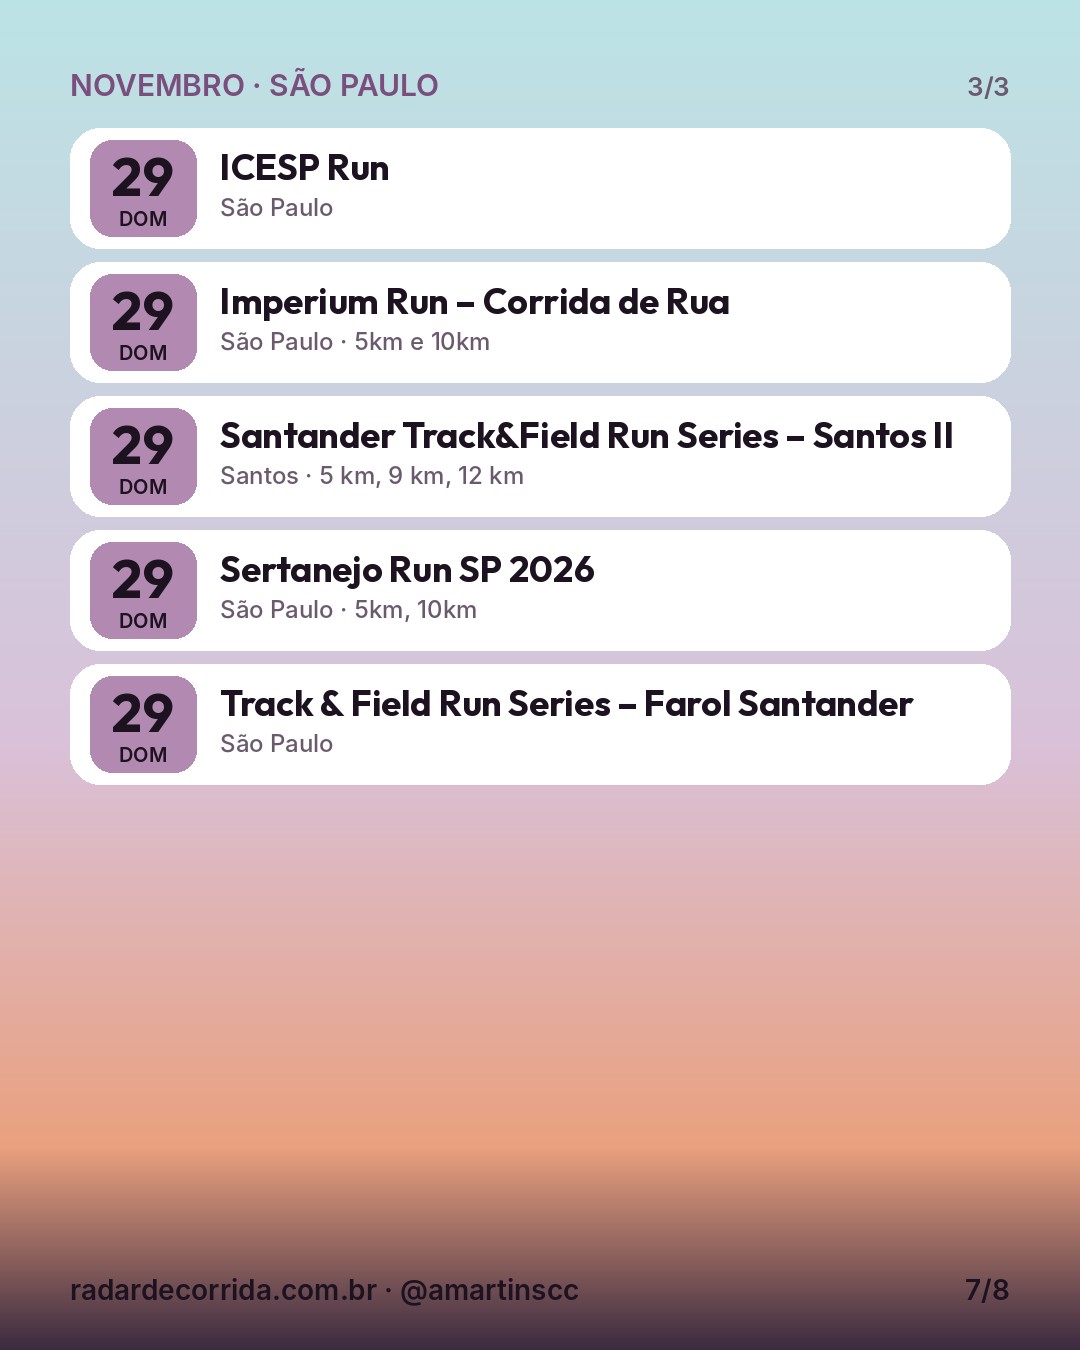 NOVEMBRO · SÃO PAULO
3/3
29
DOM
ICESP Run
São Paulo
29
DOM
Imperium Run – Corrida de Rua
São Paulo · 5km e 10km
29
DOM
Santander Track&Field Run Series – Santos II
Santos · 5 km, 9 km, 12 km
29
DOM
Sertanejo Run SP 2026
São Paulo · 5km, 10km
29
DOM
Track & Field Run Series – Farol Santander
São Paulo
radardecorrida.com.br · @amartinscc
7/8